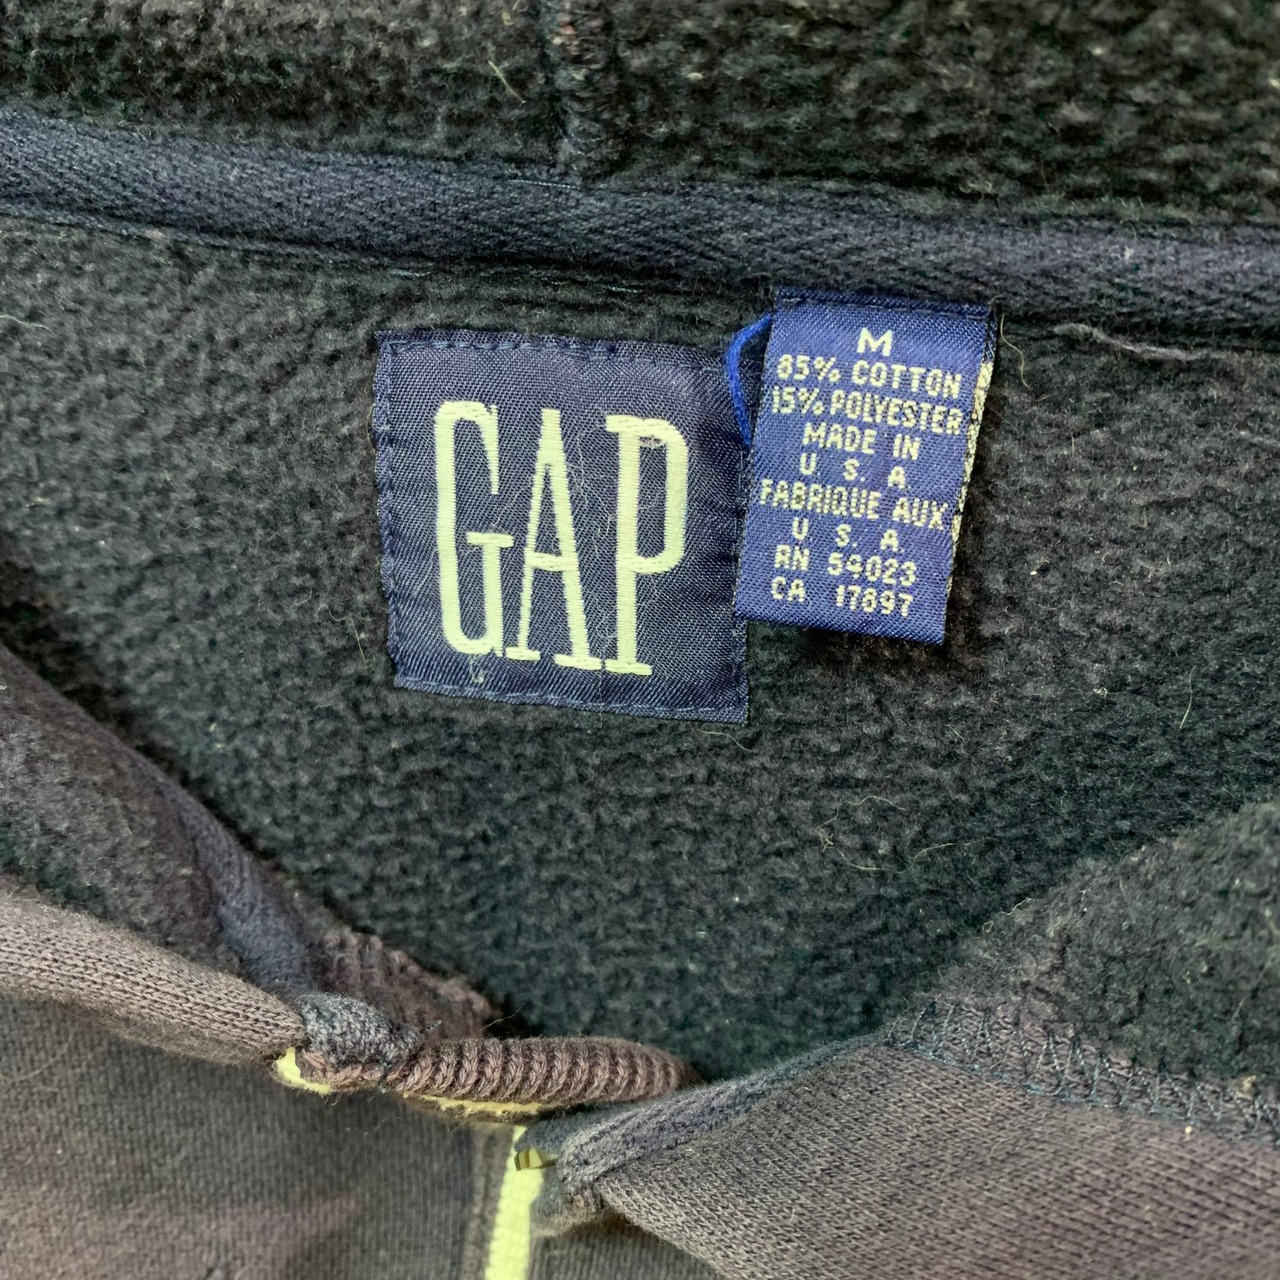 GAP
M
85% COTTON
15% POLYESTER
MADE IN
U S. A.
FABRIQUE AUX
U S. A.
RN 54023
CA 17897